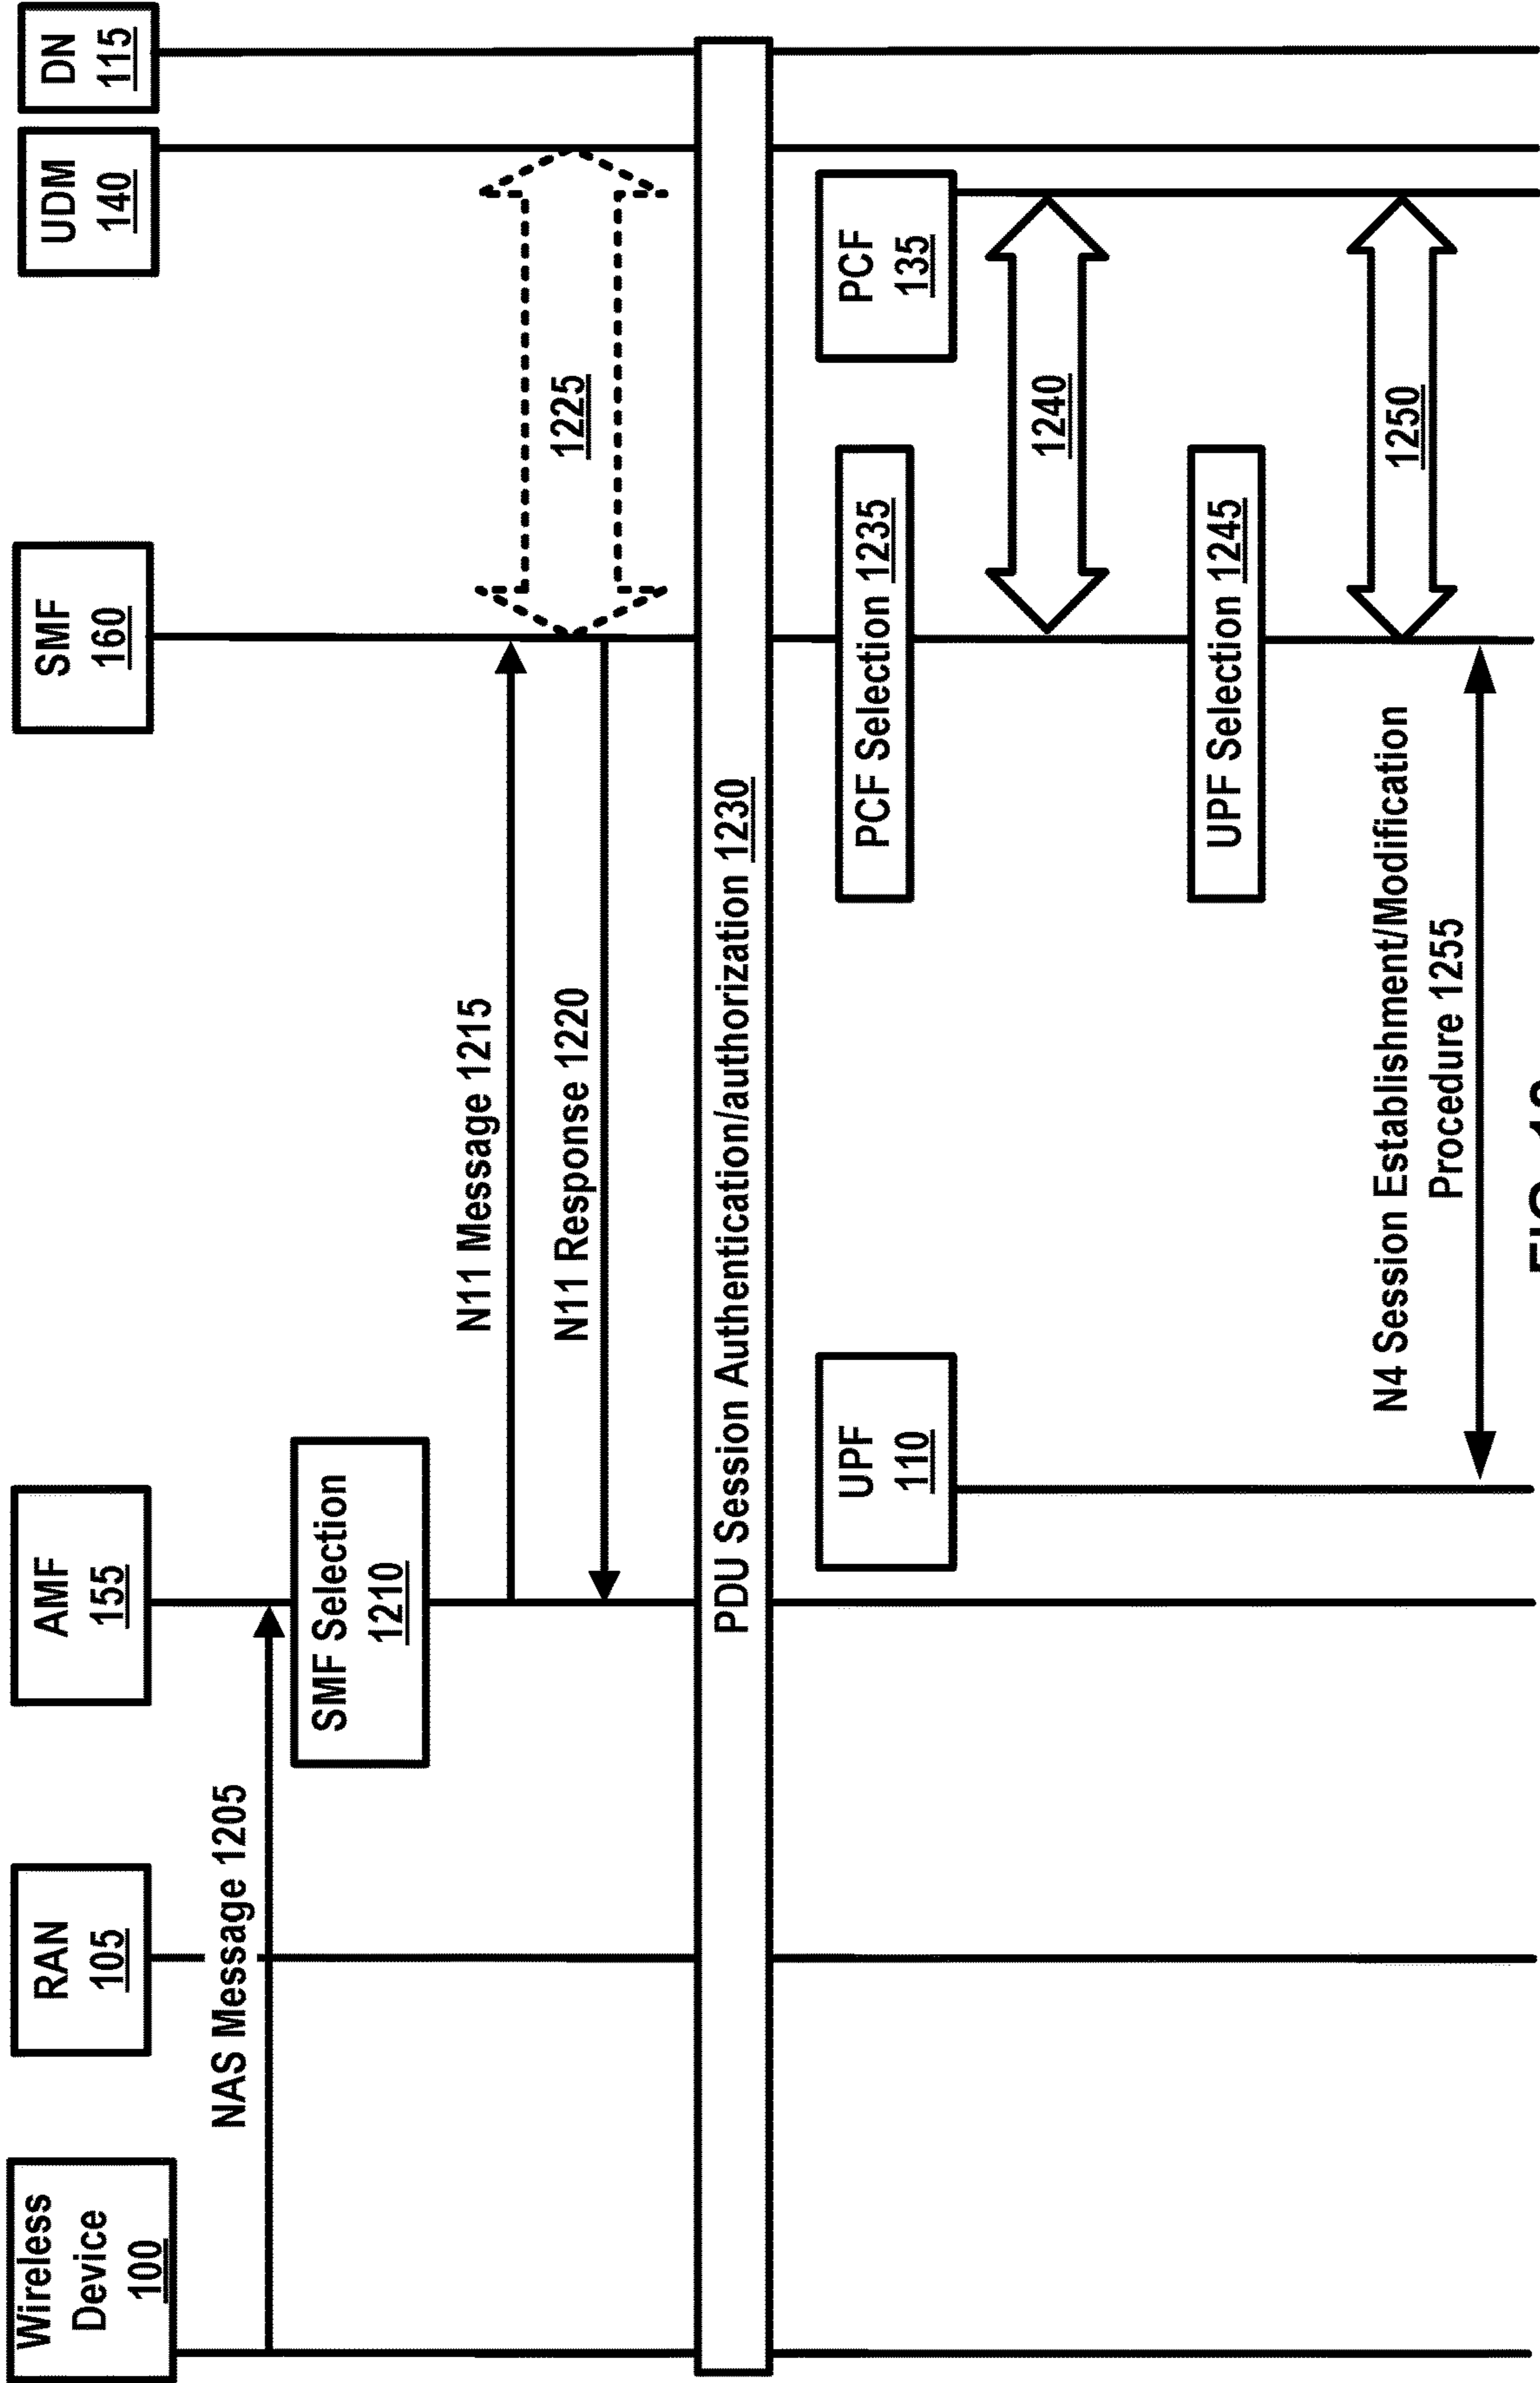 Wireless
Device
100
RAN
105
AMF
155
SMF
160
UDM
140
DN
115
NAS Message 1205
SMF Selection
1210
N11 Message 1215
N11 Response 1220
1225
PDU Session Authentication/authorization 1230
UPF
110
PCF
135
PCF Selection 1235
1240
UPF Selection 1245
1250
N4 Session Establishment/Modification
Procedure 1255